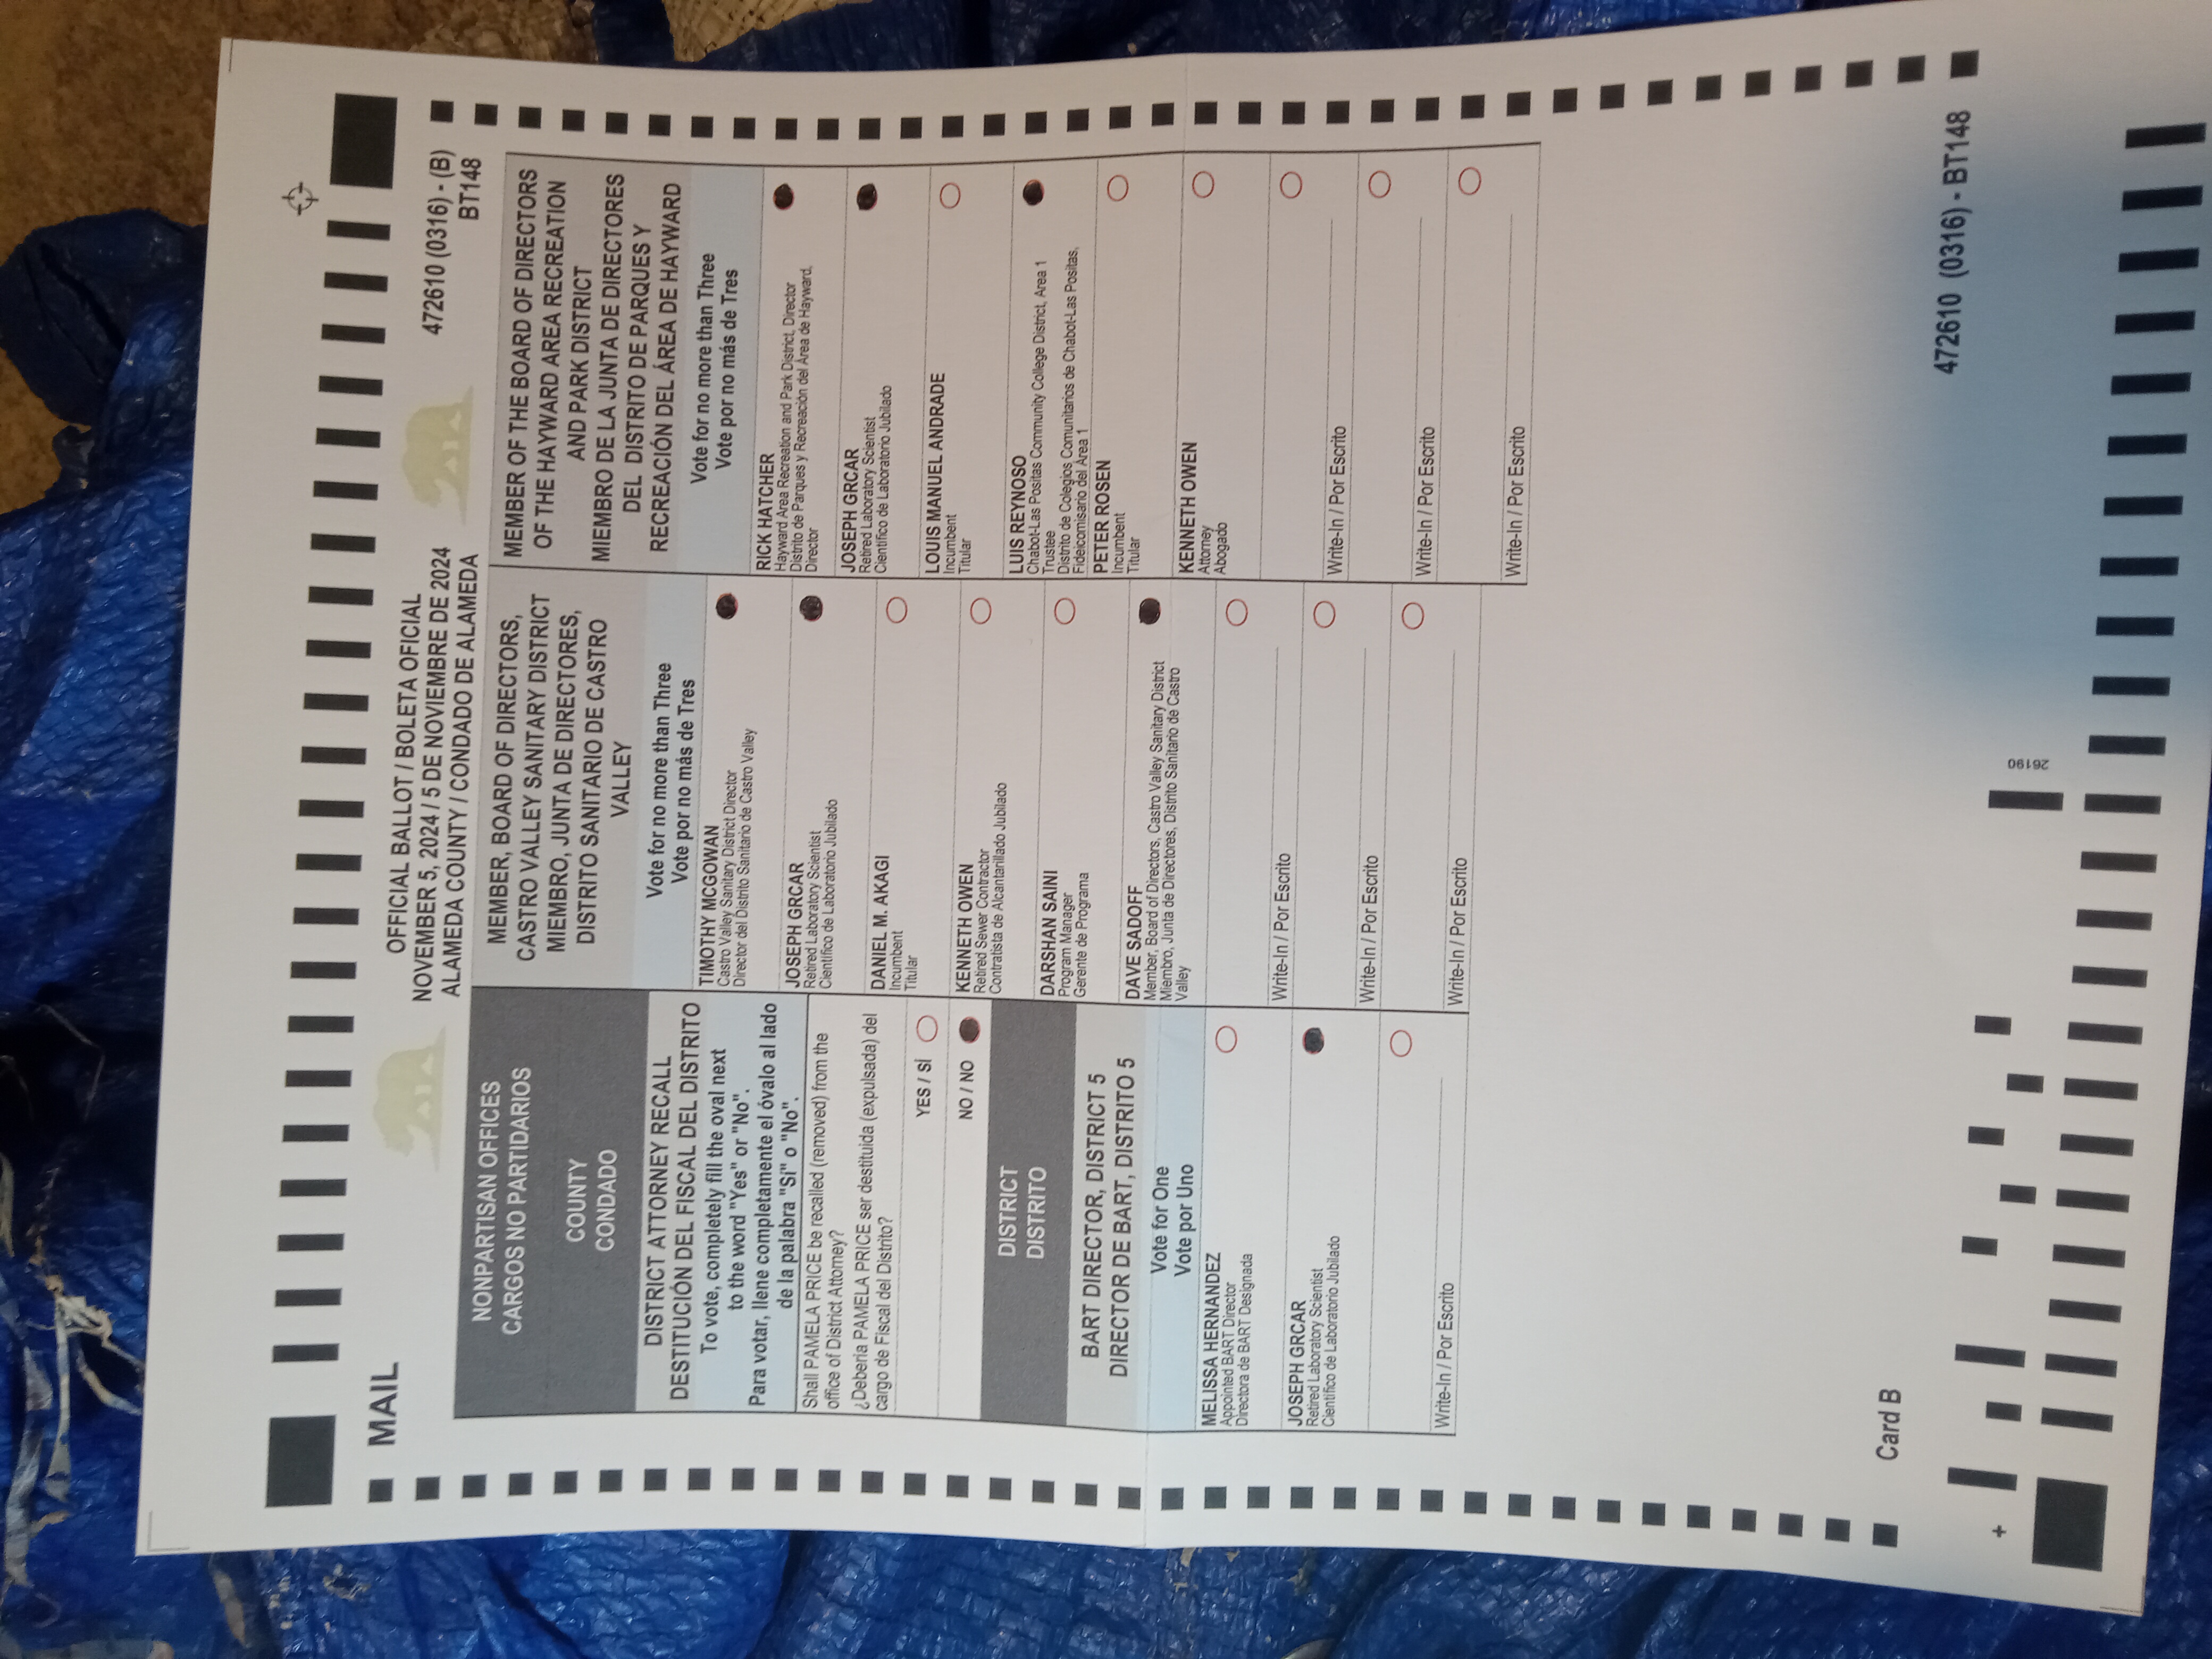 MAIL
OFFICIAL BALLOT / BOLETA OFICIAL
NOVEMBER 5, 2024 / 5 DE NOVIEMBRE DE 2024
ALAMEDA COUNTY / CONDADO DE ALAMEDA
472610 (0316) - (B)
BT148
NONPARTISAN OFFICES
CARGOS NO PARTIDARIOS
COUNTY
CONDADO
DISTRICT ATTORNEY RECALL
DESTITUCIÓN DEL FISCAL DEL DISTRITO
To vote, completely fill the oval next
to the word "Yes" or "No".
Para votar, llene completamente el óvalo al lado
de la palabra "Sí" o "No".
Shall PAMELA PRICE be recalled (removed) from the
office of District Attorney?
¿Deberia PAMELA PRICE ser destituida (expulsada) del
cargo de Fiscal del Distrito?
YES / SÍ
NO / NO
DISTRICT
DISTRITO
BART DIRECTOR, DISTRICT 5
DIRECTOR DE BART, DISTRITO 5
Vote for One
Vote por Uno
MELISSA HERNANDEZ
Appointed BART Director
Directora de BART Designada
JOSEPH GRCAR
Retired Laboratory Scientist
Científico de Laboratorio Jubilado
Write-In / Por Escrito
MEMBER, BOARD OF DIRECTORS,
CASTRO VALLEY SANITARY DISTRICT
MIEMBRO, JUNTA DE DIRECTORES,
DISTRITO SANITARIO DE CASTRO
VALLEY
Vote for no more than Three
Vote por no más de Tres
TIMOTHY MCGOWAN
Castro Valley Sanitary District Director
Director del Distrito Sanitario de Castro Valley
JOSEPH GRCAR
Retired Laboratory Scientist
Científico de Laboratorio Jubilado
DANIEL M. AKAGI
Incumbent
Titular
KENNETH OWEN
Retired Sewer Contractor
Contratista de Alcantarillado Jubilado
DARSHAN SAINI
Program Manager
Gerente de Programa
DAVE SADOFF
Member, Board of Directors, Castro Valley Sanitary District
Miembro, Junta de Directores, Distrito Sanitario de Castro
Valley
Write-In / Por Escrito
Write-In / Por Escrito
Write-In / Por Escrito
MEMBER OF THE BOARD OF DIRECTORS
OF THE HAYWARD AREA RECREATION
AND PARK DISTRICT
MIEMBRO DE LA JUNTA DE DIRECTORES
DEL DISTRITO DE PARQUES Y
RECREACIÓN DEL ÁREA DE HAYWARD
Vote for no more than Three
Vote por no más de Tres
RICK HATCHER
Hayward Area Recreation and Park District, Director
Distrito de Parques y Recreación del Área de Hayward,
Director
JOSEPH GRCAR
Retired Laboratory Scientist
Científico de Laboratorio Jubilado
LOUIS MANUEL ANDRADE
Incumbent
Titular
LUIS REYNOSO
Chabot-Las Positas Community College District, Area 1
Trustee
Distrito de Colegios Comunitarios de Chabot-Las Positas,
Fideicomisario del Área 1
PETER ROSEN
Incumbent
Titular
KENNETH OWEN
Attorney
Abogado
Write-In / Por Escrito
Write-In / Por Escrito
Write-In / Por Escrito
Card B
472610 (0316) - BT148
26190